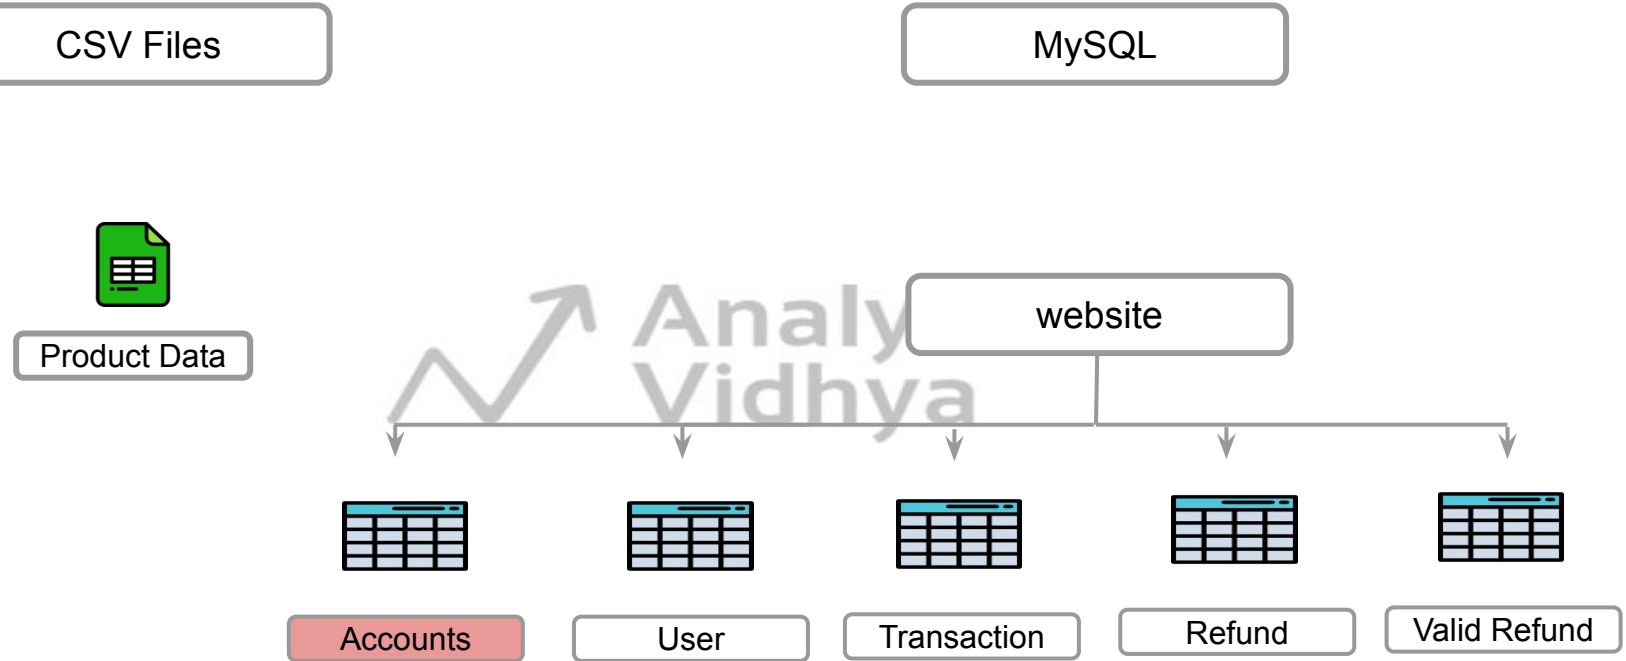 CSV Files
MySQL
Analy
Vidhya
website
Product Data
Accounts
User
Transaction
Refund
Valid Refund